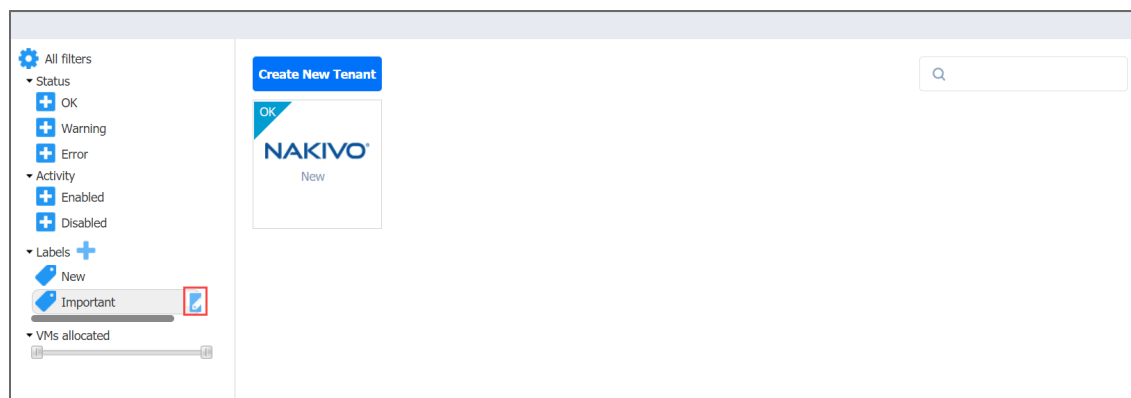 All filters
Status
OK
Warning
Error
Activity
Enabled
Disabled
Labels
New
Important
VMs allocated
Create New Tenant
OK
NAKIVO®
New